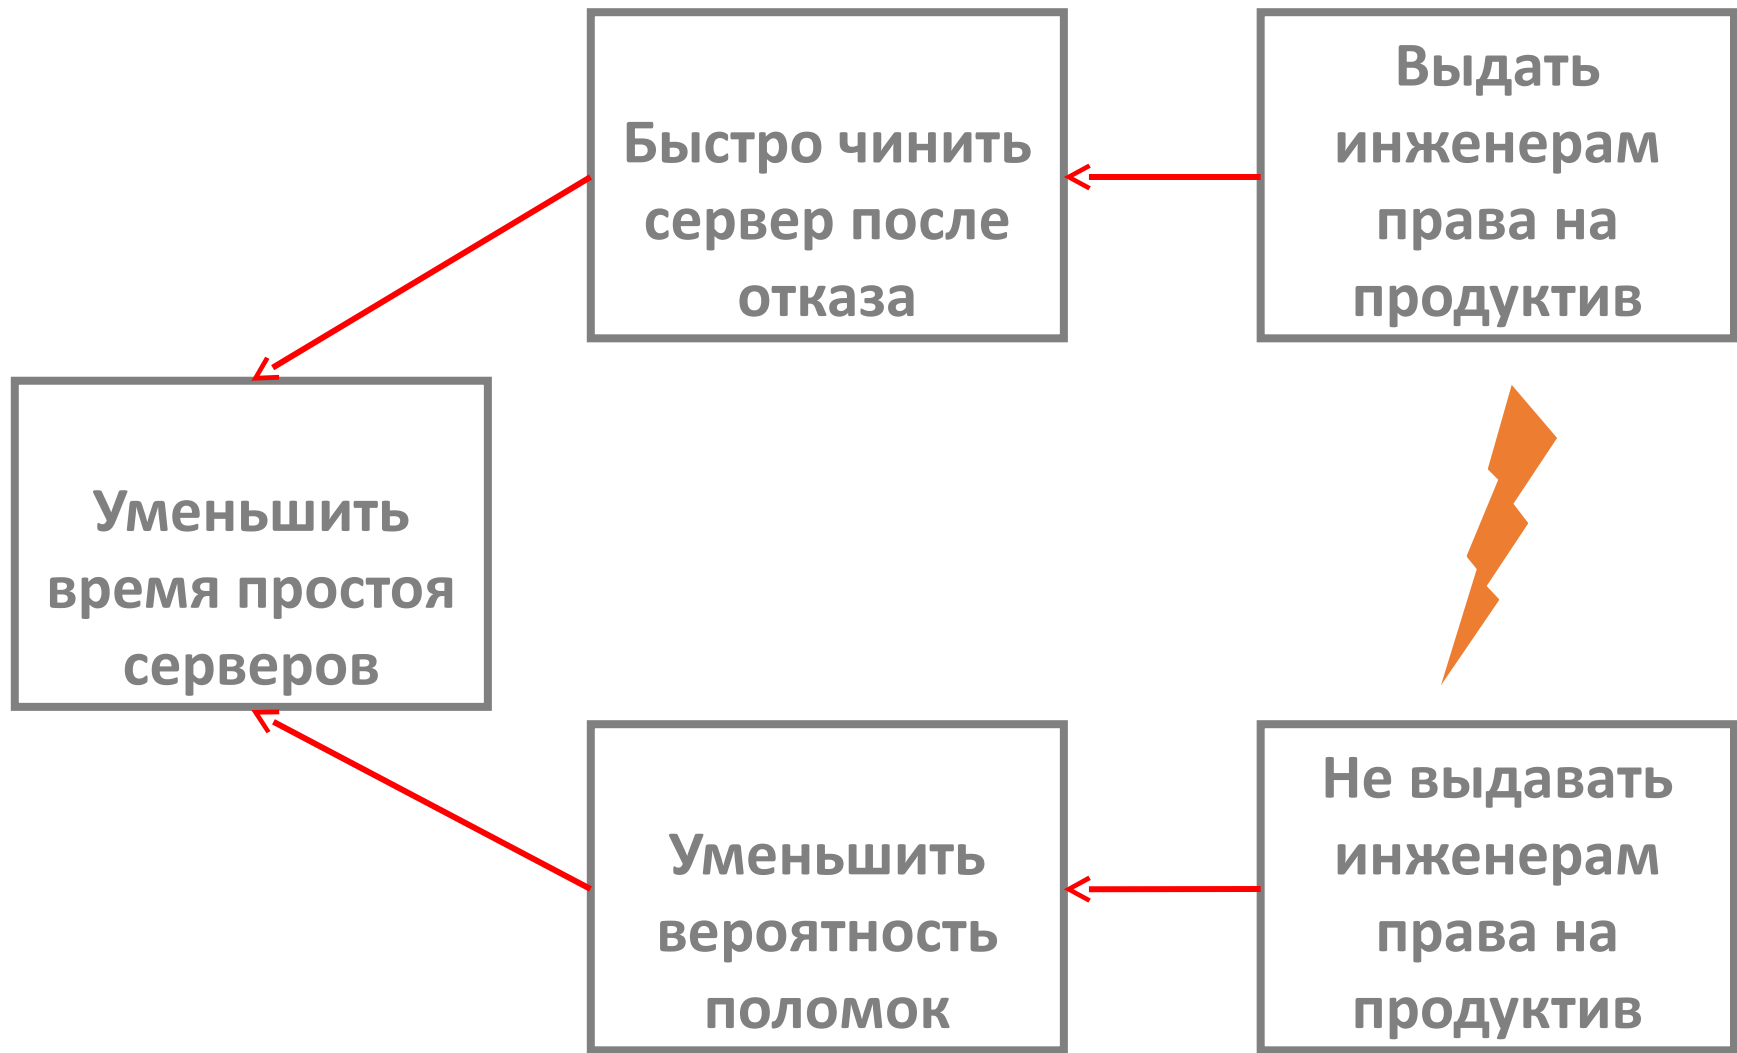 Быстро чинить
сервер после
отказа
Выдать
инженерам
права на
продуктив
Уменьшить
время простоя
серверов
Уменьшить
вероятность
поломок
Не выдавать
инженерам
права на
продуктив